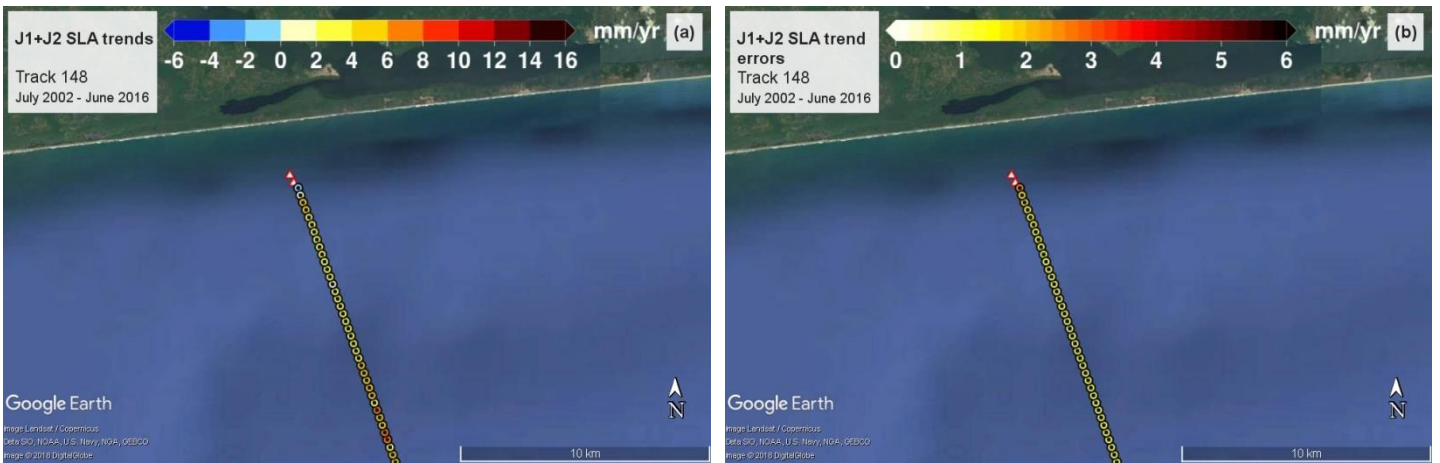 J1+J2 SLA trends
Track 148
July 2002 - June 2016
-6 -4 -2 0 2 4 6 8 10 12 14 16
mm/yr
(a)
Google Earth
Image Landsat / Copernicus
Data SIO, NOAA, U.S. Navy, NGA, GEBCO
Image © 2018 DigitalGlobe
N
10 km
J1+J2 SLA trend
errors
Track 148
July 2002 - June 2016
0 1 2 3 4 5 6
mm/yr
(b)
Google Earth
Image Landsat / Copernicus
Data SIO, NOAA, U.S. Navy, NGA, GEBCO
Image © 2018 DigitalGlobe
N
10 km